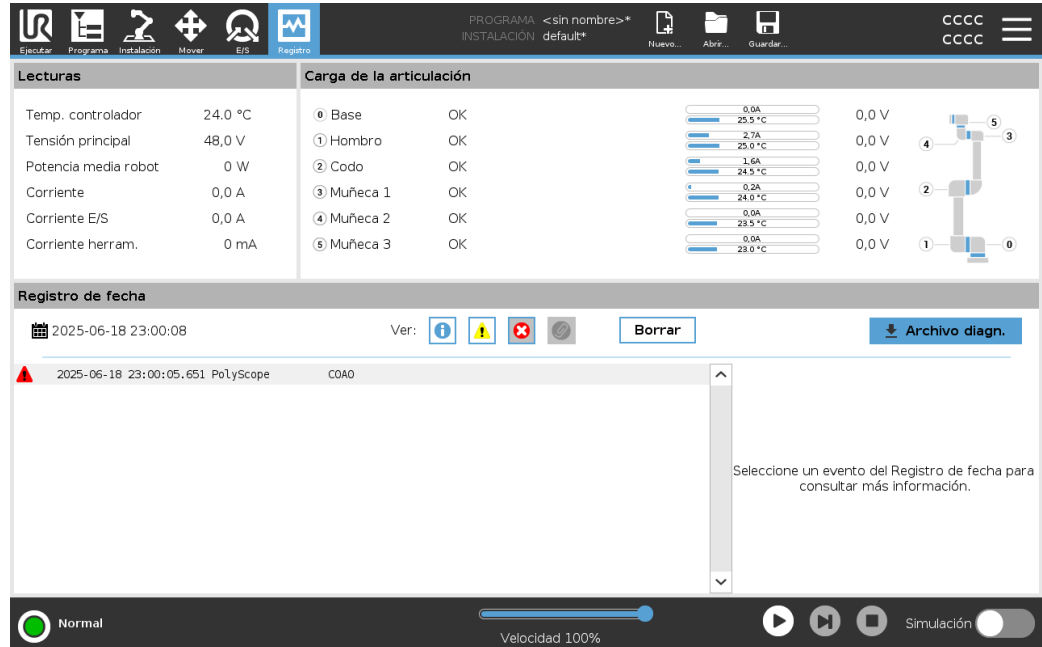 PROGRAMA <sin nombre>*
INSTALACIÓN default*
CCCC
CCCC
Ejecutar Programa Instalación Mover E/S Registro Nuevo... Abrir... Guardar...
Lecturas
Temp. controlador 24.0 °C
Tensión principal 48,0 V
Potencia media robot 0 W
Corriente 0,0 A
Corriente E/S 0,0 A
Corriente herram. 0 mA
Carga de la articulación
0 Base OK 0,0A 25.5 °C 0,0 V
1 Hombro OK 2,7A 25.0 °C 0,0 V
2 Codo OK 1,6A 24.5 °C 0,0 V
3 Muñeca 1 OK 0,2A 24.0 °C 0,0 V
4 Muñeca 2 OK 0,0A 23.5 °C 0,0 V
5 Muñeca 3 OK 0,0A 23.0 °C 0,0 V
5
3
4
2
1 0
Registro de fecha
2025-06-18 23:00:08 Ver: Borrar Archivo diagn.
2025-06-18 23:00:05.651 PolyScope C0A0
Seleccione un evento del Registro de fecha para
consultar más información.
Normal
Velocidad 100%
Simulación